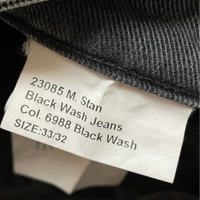 23085 M. Stan
Black Wash Jeans
Col. 6988 Black Wash
SIZE:33/32